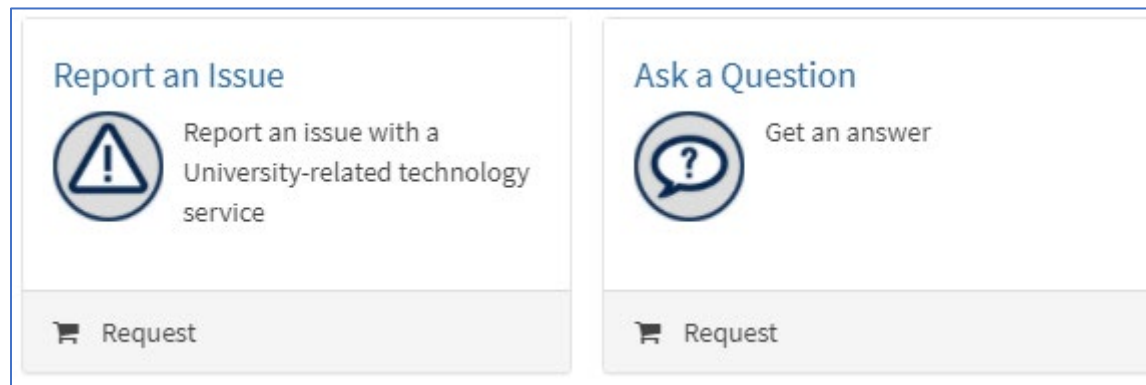 Report an Issue
Report an issue with a
University-related technology
service
Request
Ask a Question
?
Get an answer
Request